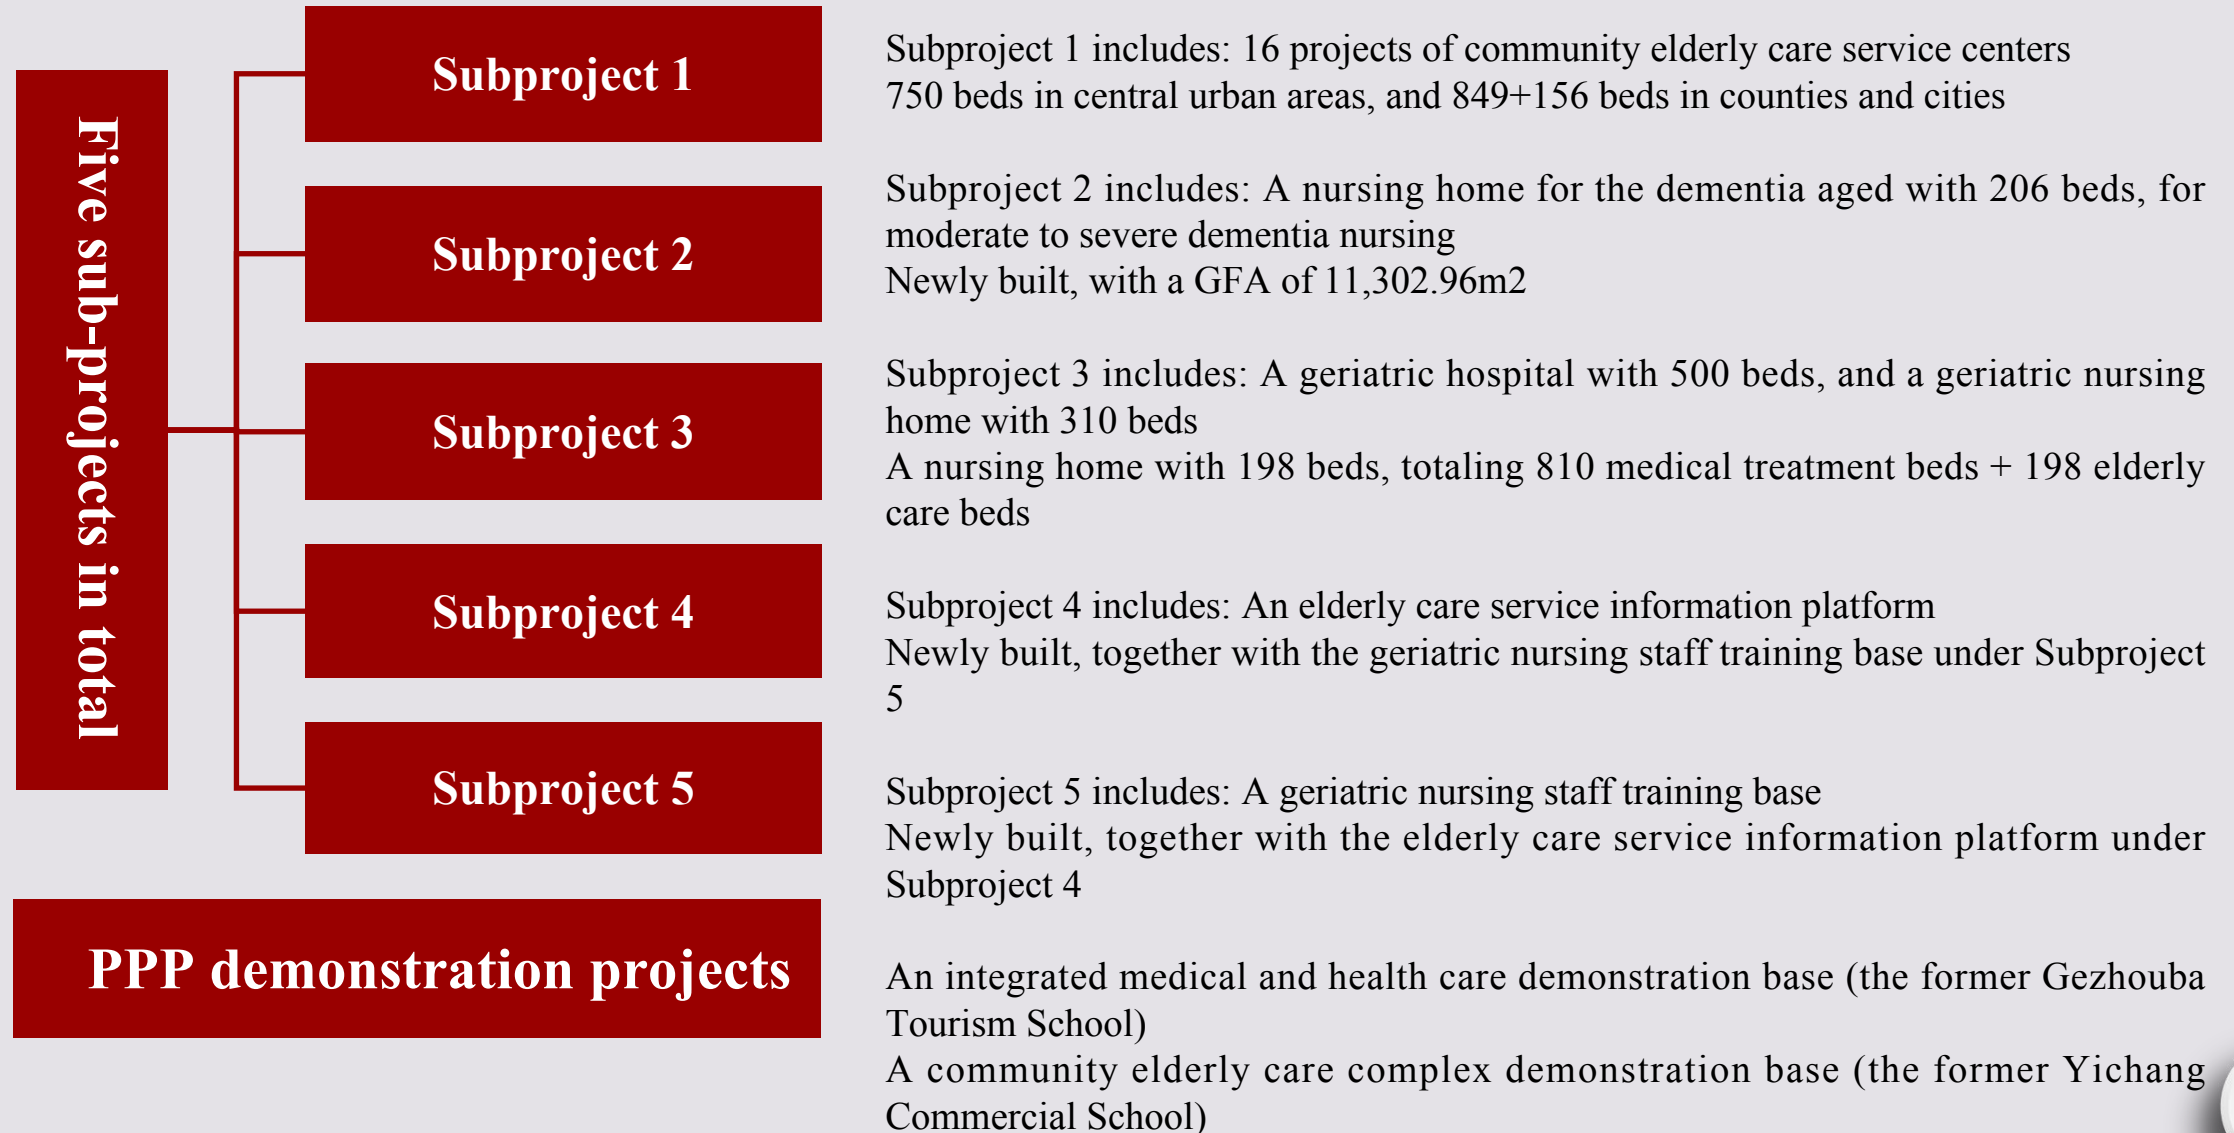 Five sub-projects in total
Subproject 1
Subproject 1 includes: 16 projects of community elderly care service centers
750 beds in central urban areas, and 849+156 beds in counties and cities
Subproject 2
Subproject 2 includes: A nursing home for the dementia aged with 206 beds, for
moderate to severe dementia nursing
Newly built, with a GFA of 11,302.96m2
Subproject 3
Subproject 3 includes: A geriatric hospital with 500 beds, and a geriatric nursing
home with 310 beds
A nursing home with 198 beds, totaling 810 medical treatment beds + 198 elderly
care beds
Subproject 4
Subproject 4 includes: An elderly care service information platform
Newly built, together with the geriatric nursing staff training base under Subproject
5
Subproject 5
Subproject 5 includes: A geriatric nursing staff training base
Newly built, together with the elderly care service information platform under
Subproject 4
PPP demonstration projects
An integrated medical and health care demonstration base (the former Gezhouba
Tourism School)
A community elderly care complex demonstration base (the former Yichang
Commercial School)